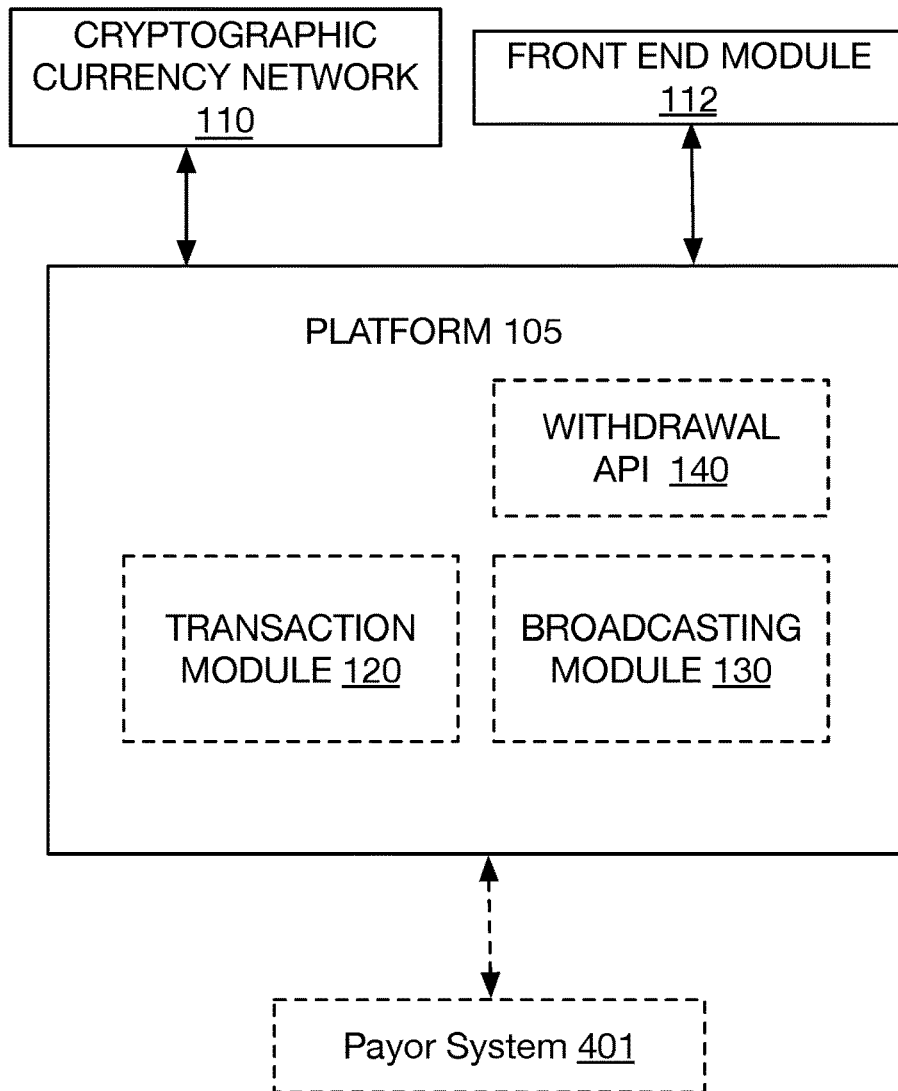 CRYPTOGRAPHIC
CURRENCY NETWORK
110
FRONT END MODULE
112
PLATFORM 105
WITHDRAWAL
API 140
TRANSACTION
MODULE 120
BROADCASTING
MODULE 130
Payor System 401